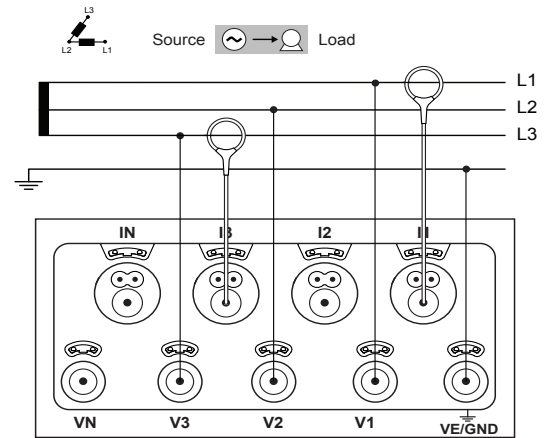 L3
L2 L1
Source Load
L1
L2
L3
IN I3 I2 I1
VN V3 V2 V1 VE/GND